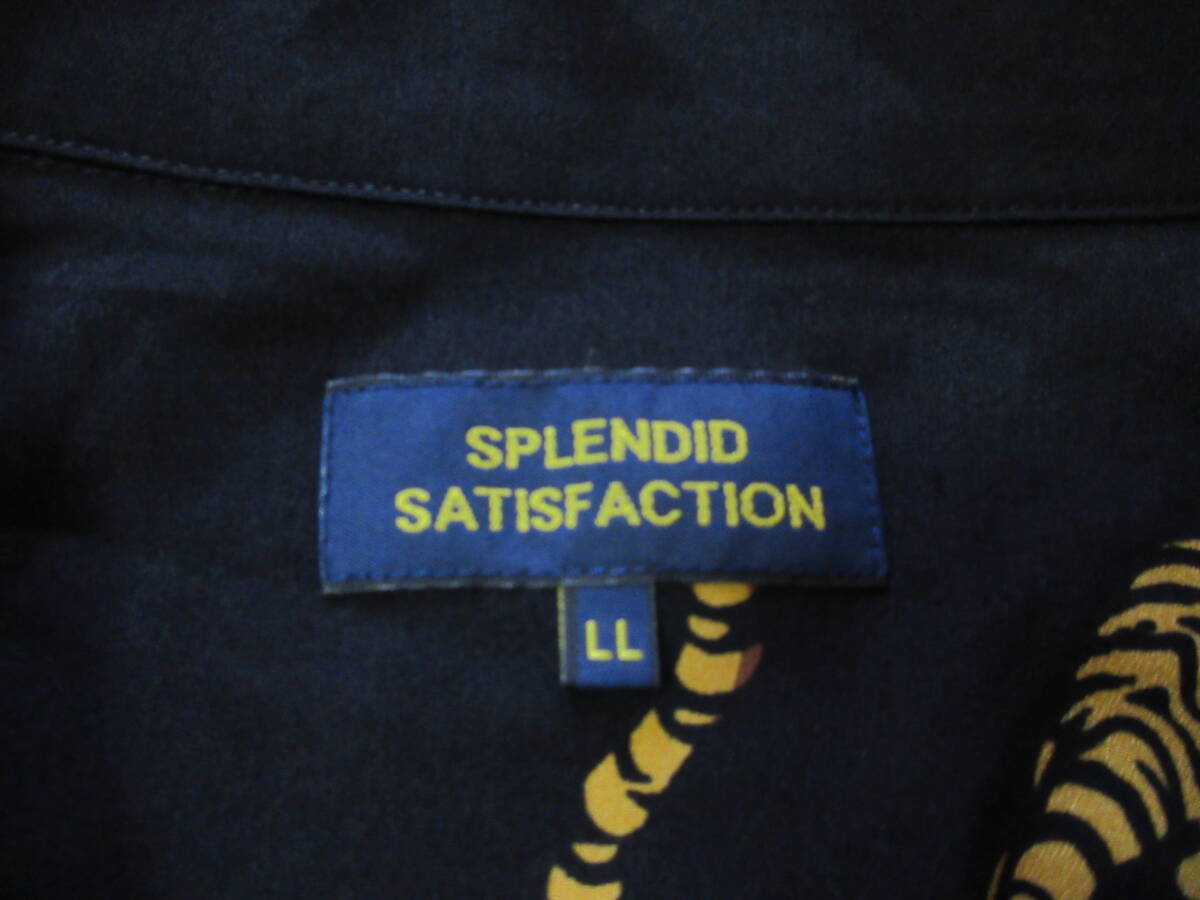 SPLENDID
SATISFACTION
LL